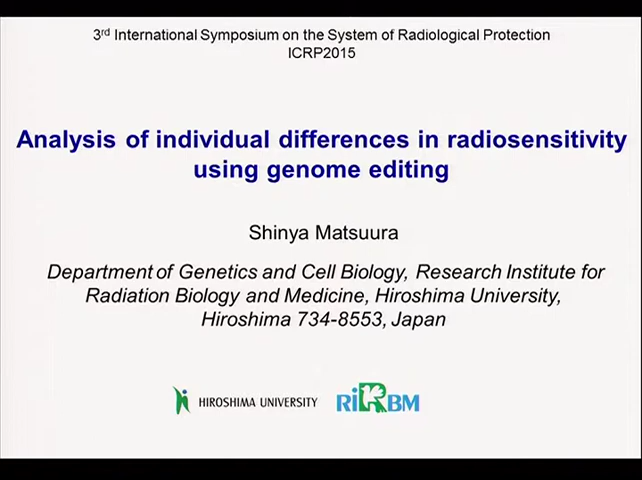 3rd International Symposium on the System of Radiological Protection
ICRP2015
Analysis of individual differences in radiosensitivity
using genome editing
Shinya Matsuura
Department of Genetics and Cell Biology, Research Institute for
Radiation Biology and Medicine, Hiroshima University,
Hiroshima 734-8553, Japan
HIROSHIMA UNIVERSITY
RiRBM